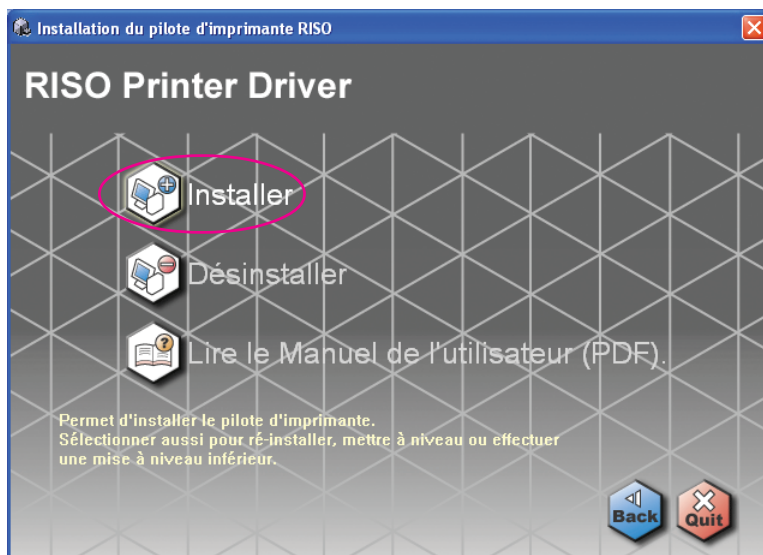 Installation du pilote d'imprimante RISO
RISO Printer Driver
Installer
Désinstaller
Lire le Manuel de l'utilisateur (PDF).
Permet d'installer le pilote d'imprimante.
Sélectionner aussi pour ré-installer, mettre à niveau ou effectuer
une mise à niveau inférieur.
Back
Quit